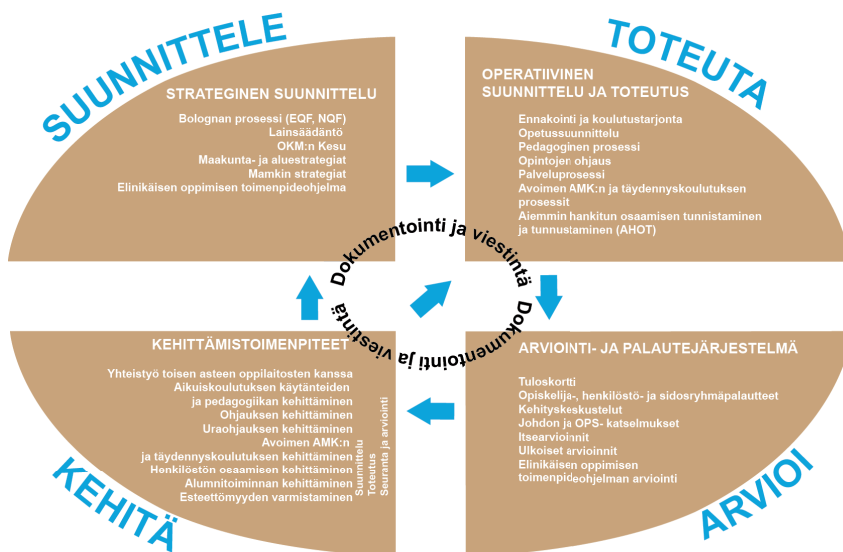 SUUNNITTELE
STRATEGINEN SUUNNITTELU
Bolognan prosessi (EQF, NQF)
Lainsäädäntö
OKM:n Kesu
Maakunta- ja aluestrategiat
Mamkin strategiat
Elinikäisen oppimisen toimenpideohjelma
TOTEUTA
OPERATIIVINEN
SUUNNITTELU JA TOTEUTUS
Ennakointi ja koulutustarjonta
Opetussuunnittelu
Pedagoginen prosessi
Opintojen ohjaus
Palveluprosessi
Avoimen AMK:n ja täydennyskoulutuksen
prosessit
Aiemmin hankitun osaamisen tunnistaminen
ja tunnustaminen (AHOT)
Dokumentointi ja viestintä
Dokumentointi ja viestintä
KEHITTÄMISTOIMENPITEET
Yhteistyö toisen asteen oppilaitosten kanssa
Aikuiskoulutuksen käytänteiden
ja pedagogiikan kehittäminen
Ohjauksen kehittäminen
Uraohjauksen kehittäminen
Avoimen AMK:n
ja täydennyskoulutuksen kehittäminen
Henkilöstön osaamisen kehittäminen
Alumnitoiminnan kehittäminen
Esteettömyyden varmistaminen
Suunnittelu
Toteutus
Seuranta ja arviointi
KEHITÄ
ARVIOINTI- JA PALAUTEJÄRJESTELMÄ
Tuloskortti
Opiskelija-, henkilöstö- ja sidosryhmäpalautteet
Kehityskeskustelut
Johdon ja OPS- katselmukset
Itsearvioinnit
Ulkoiset arvioinnit
Elinikäisen oppimisen
toimenpideohjelman arviointi
ARVIOI